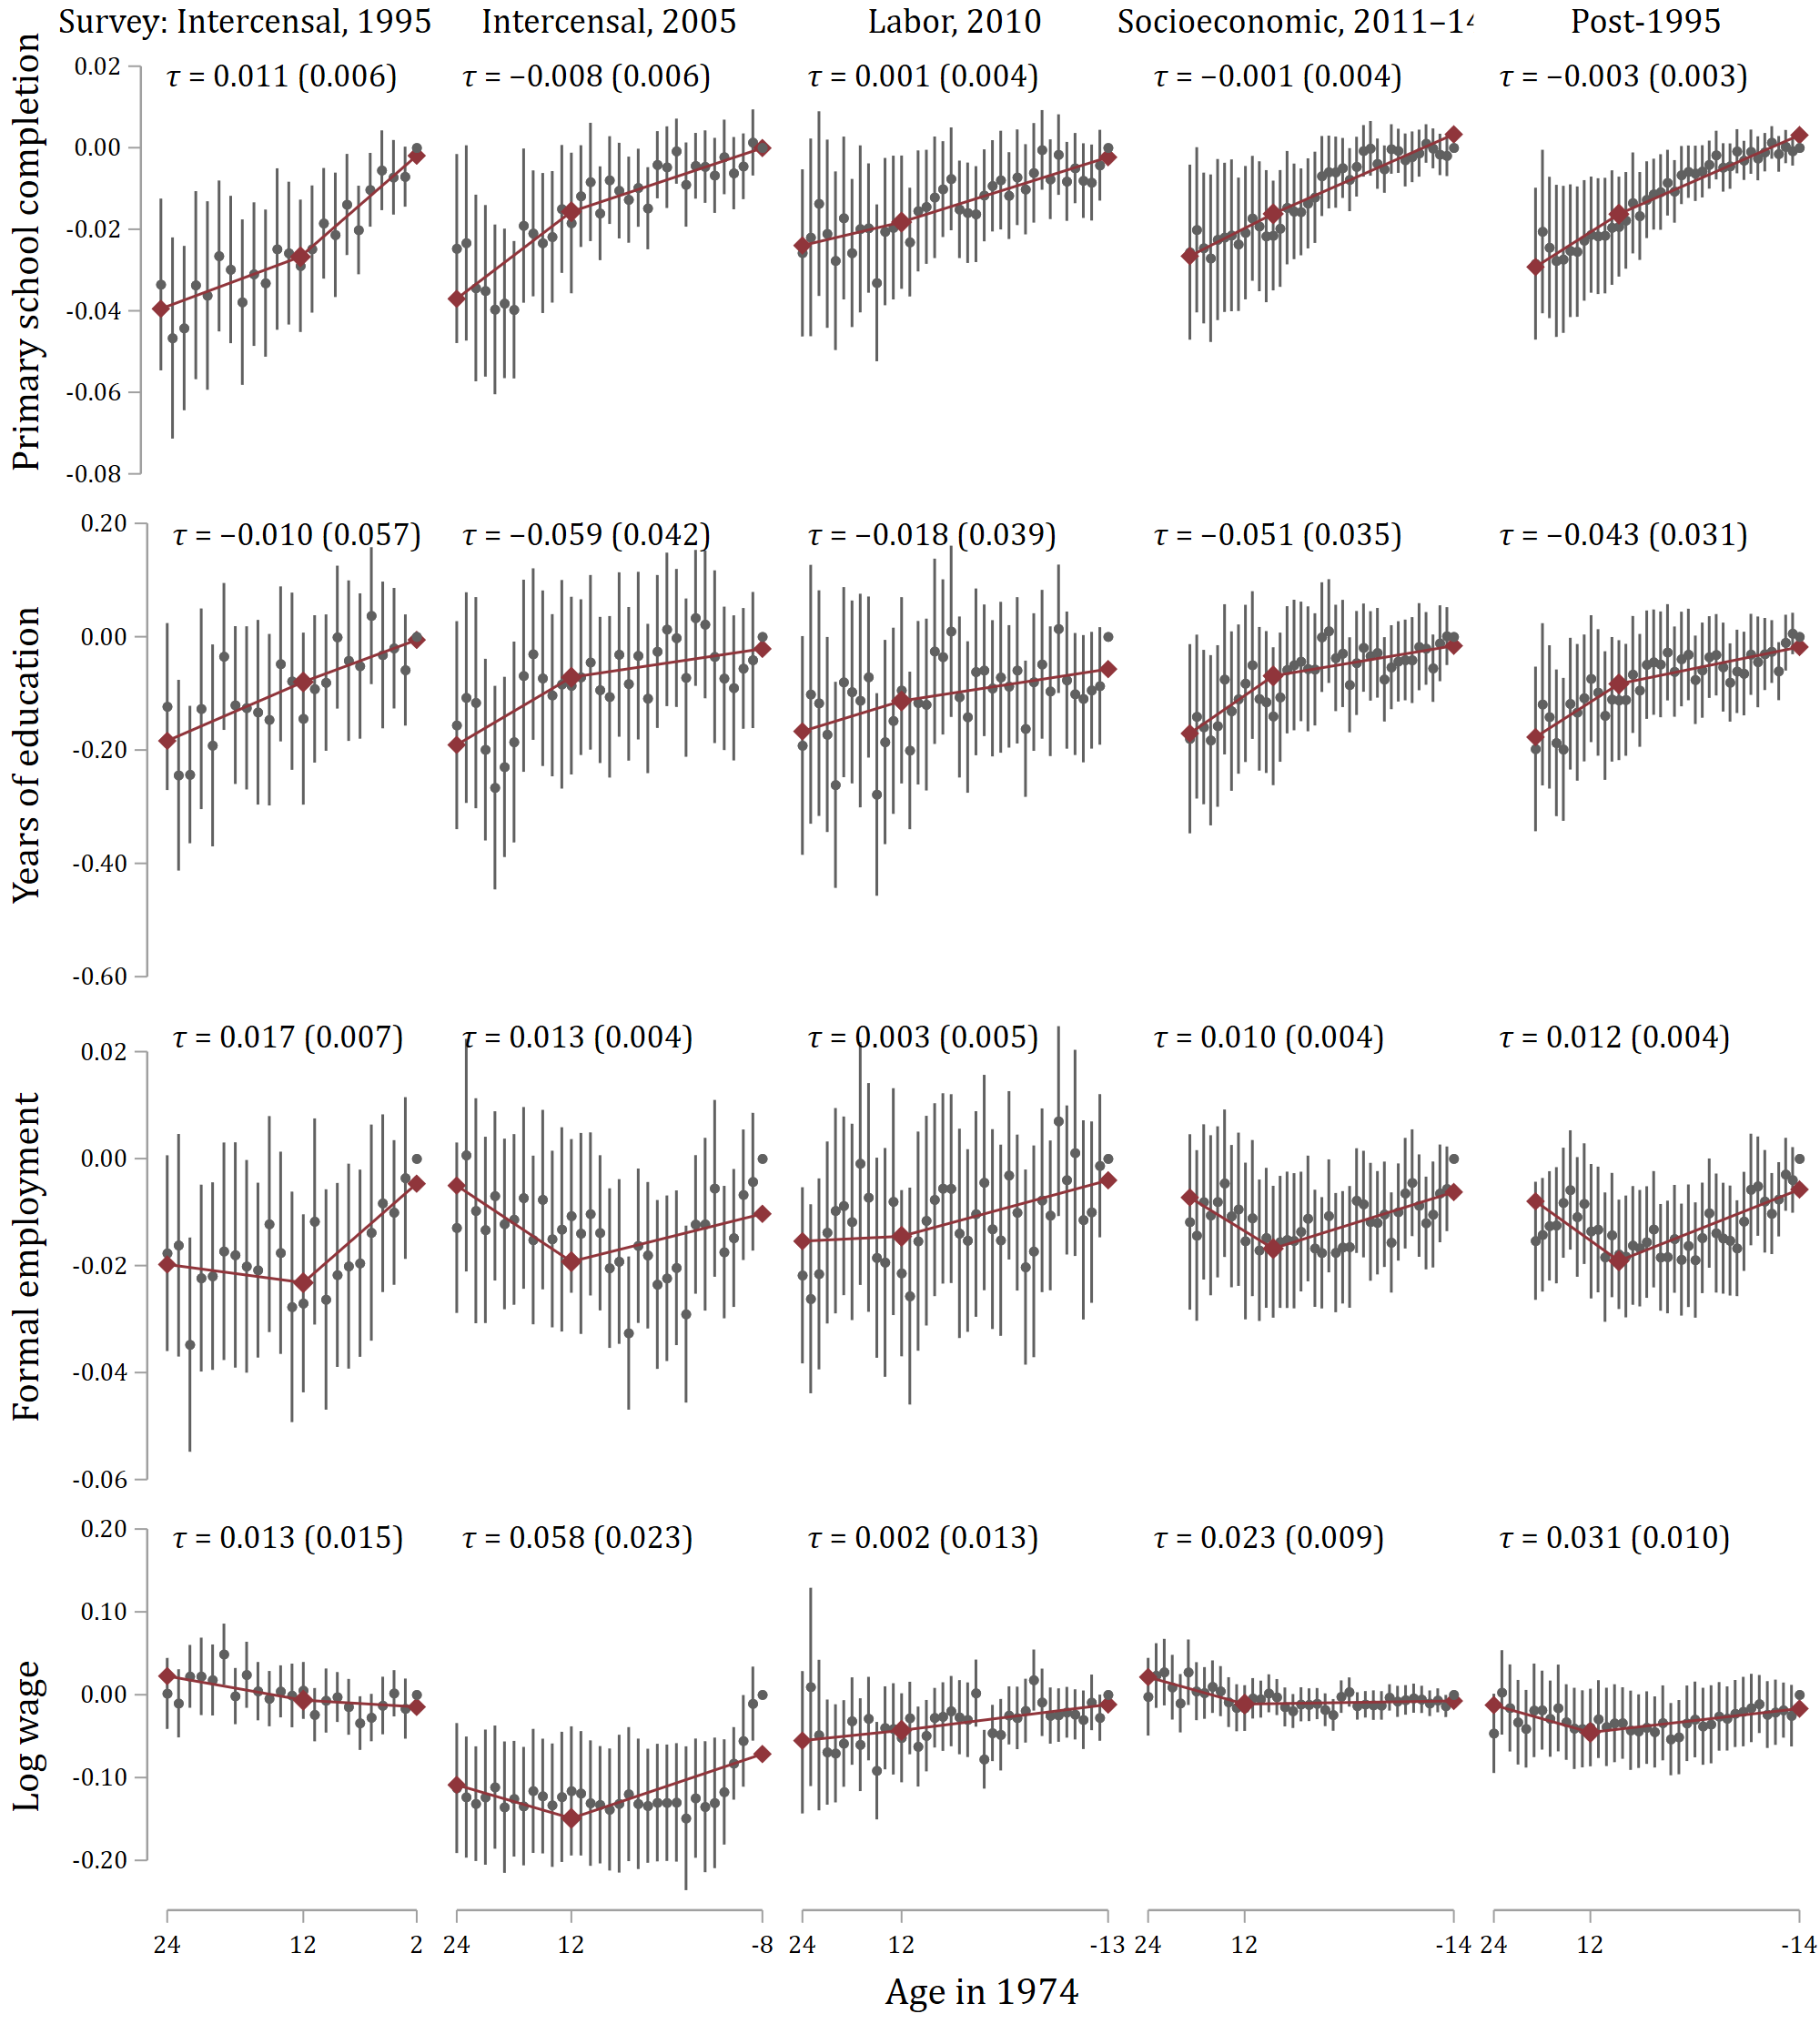 Survey: Intercensal, 1995 Intercensal, 2005 Labor, 2010 Socioeconomic, 2011–14 Post-1995
Primary school completion
0.02
0.00
-0.02
-0.04
-0.06
-0.08
τ = 0.011 (0.006) τ = −0.008 (0.006) τ = 0.001 (0.004) τ = −0.001 (0.004) τ = −0.003 (0.003)
Years of education
0.20
0.00
-0.20
-0.40
-0.60
τ = −0.010 (0.057) τ = −0.059 (0.042) τ = −0.018 (0.039) τ = −0.051 (0.035) τ = −0.043 (0.031)
Formal employment
0.02
0.00
-0.02
-0.04
-0.06
τ = 0.017 (0.007) τ = 0.013 (0.004) τ = 0.003 (0.005) τ = 0.010 (0.004) τ = 0.012 (0.004)
Log wage
0.20
0.10
0.00
-0.10
-0.20
τ = 0.013 (0.015) τ = 0.058 (0.023) τ = 0.002 (0.013) τ = 0.023 (0.009) τ = 0.031 (0.010)
24 12 2 24 12 -8 24 12 -13 24 12 -14 24 12 -14
Age in 1974